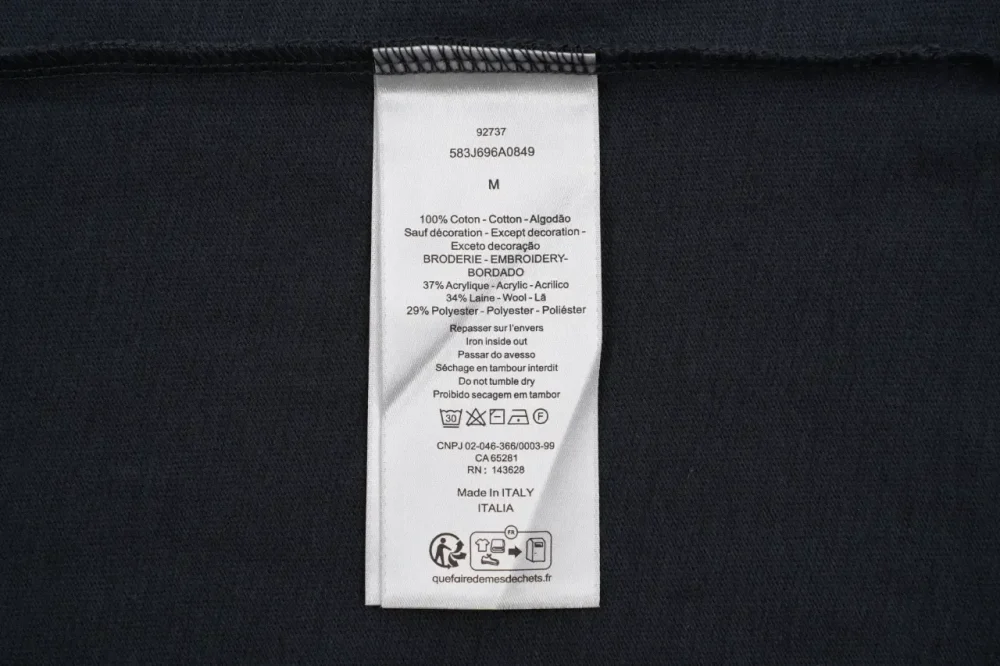 92737
583J696A0849
M
100% Coton - Cotton - Algodão
Sauf décoration - Except decoration -
Exceto decoração
BRODERIE - EMBROIDERY-
BORDADO
37% Acrylique - Acrylic - Acrilico
34% Laine - Wool - Lã
29% Polyester - Polyester - Poliéster
Repasser sur l'envers
Iron inside out
Passar do avesso
Séchage en tambour interdit
Do not tumble dry
Proibido secagem em tambor
30 F
CNPJ 02-046-366/0003-99
CA 65281
RN : 143628
Made In ITALY
ITALIA
FR
quefairedemesdechets.fr